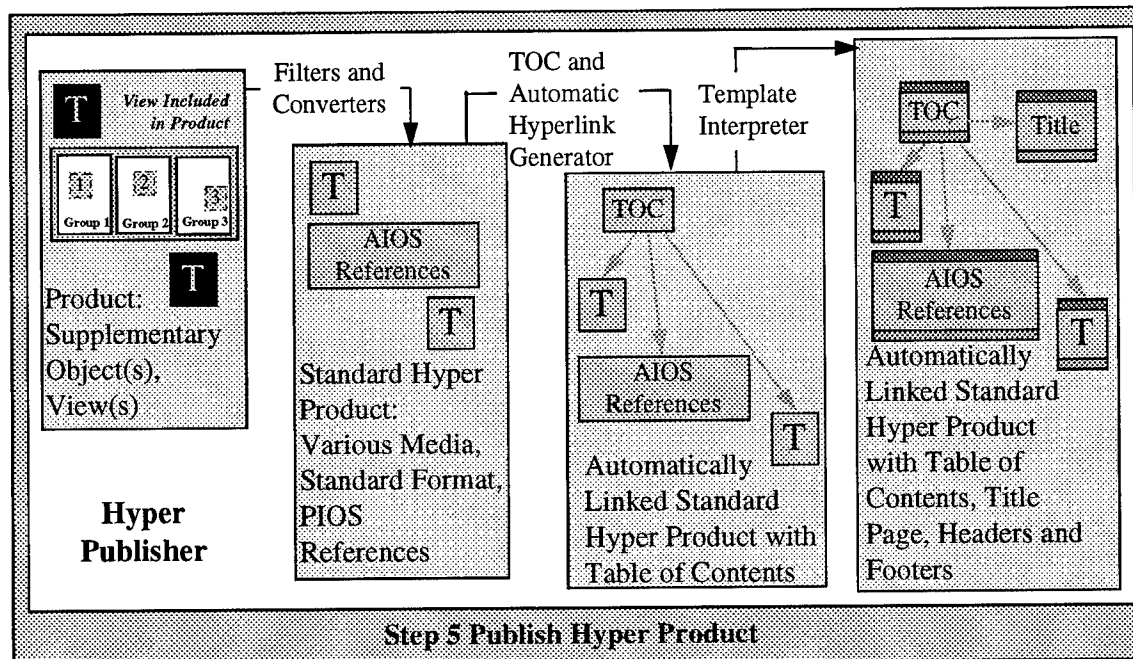 T
View Included
in Product
1
2
3
Group 1
Group 2
Group 3
T
Product:
Supplementary
Object(s),
View(s)
Hyper
Publisher
Filters and
Converters
T
AIOS
References
T
Standard Hyper
Product:
Various Media,
Standard Format,
PIOS
References
TOC and
Automatic
Hyperlink
Generator
TOC
T
AIOS
References
T
Automatically
Linked Standard
Hyper Product with
Table of Contents
Template
Interpreter
TOC
Title
T
AIOS
References
T
Automatically
Linked Standard
Hyper Product
with Table of
Contents, Title
Page, Headers and
Footers
Step 5 Publish Hyper Product